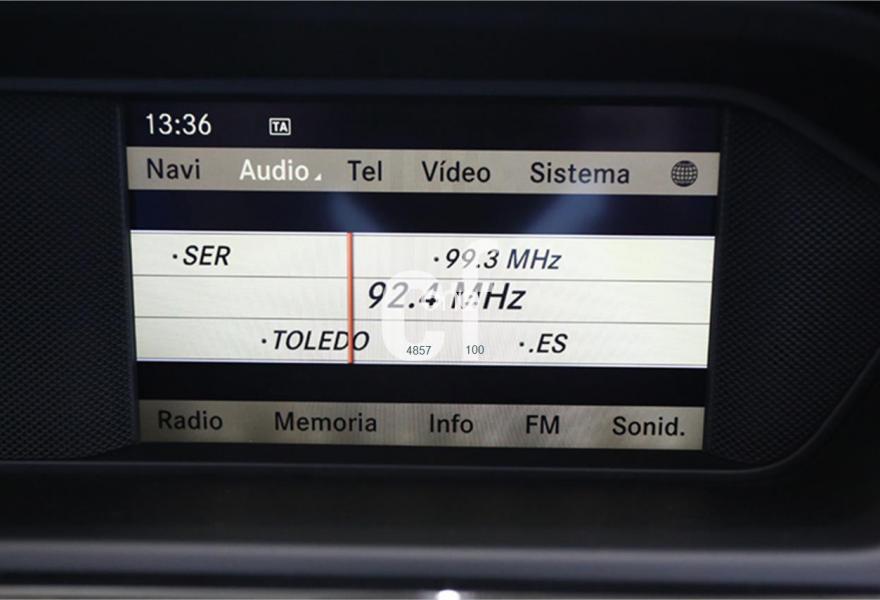 13:36 TA
Navi Audio Tel Vídeo Sistema
·SER ·99.3 MHz
92.4 MHz
·TOLEDO ·.ES
4857 100
Radio Memoria Info FM Sonid.